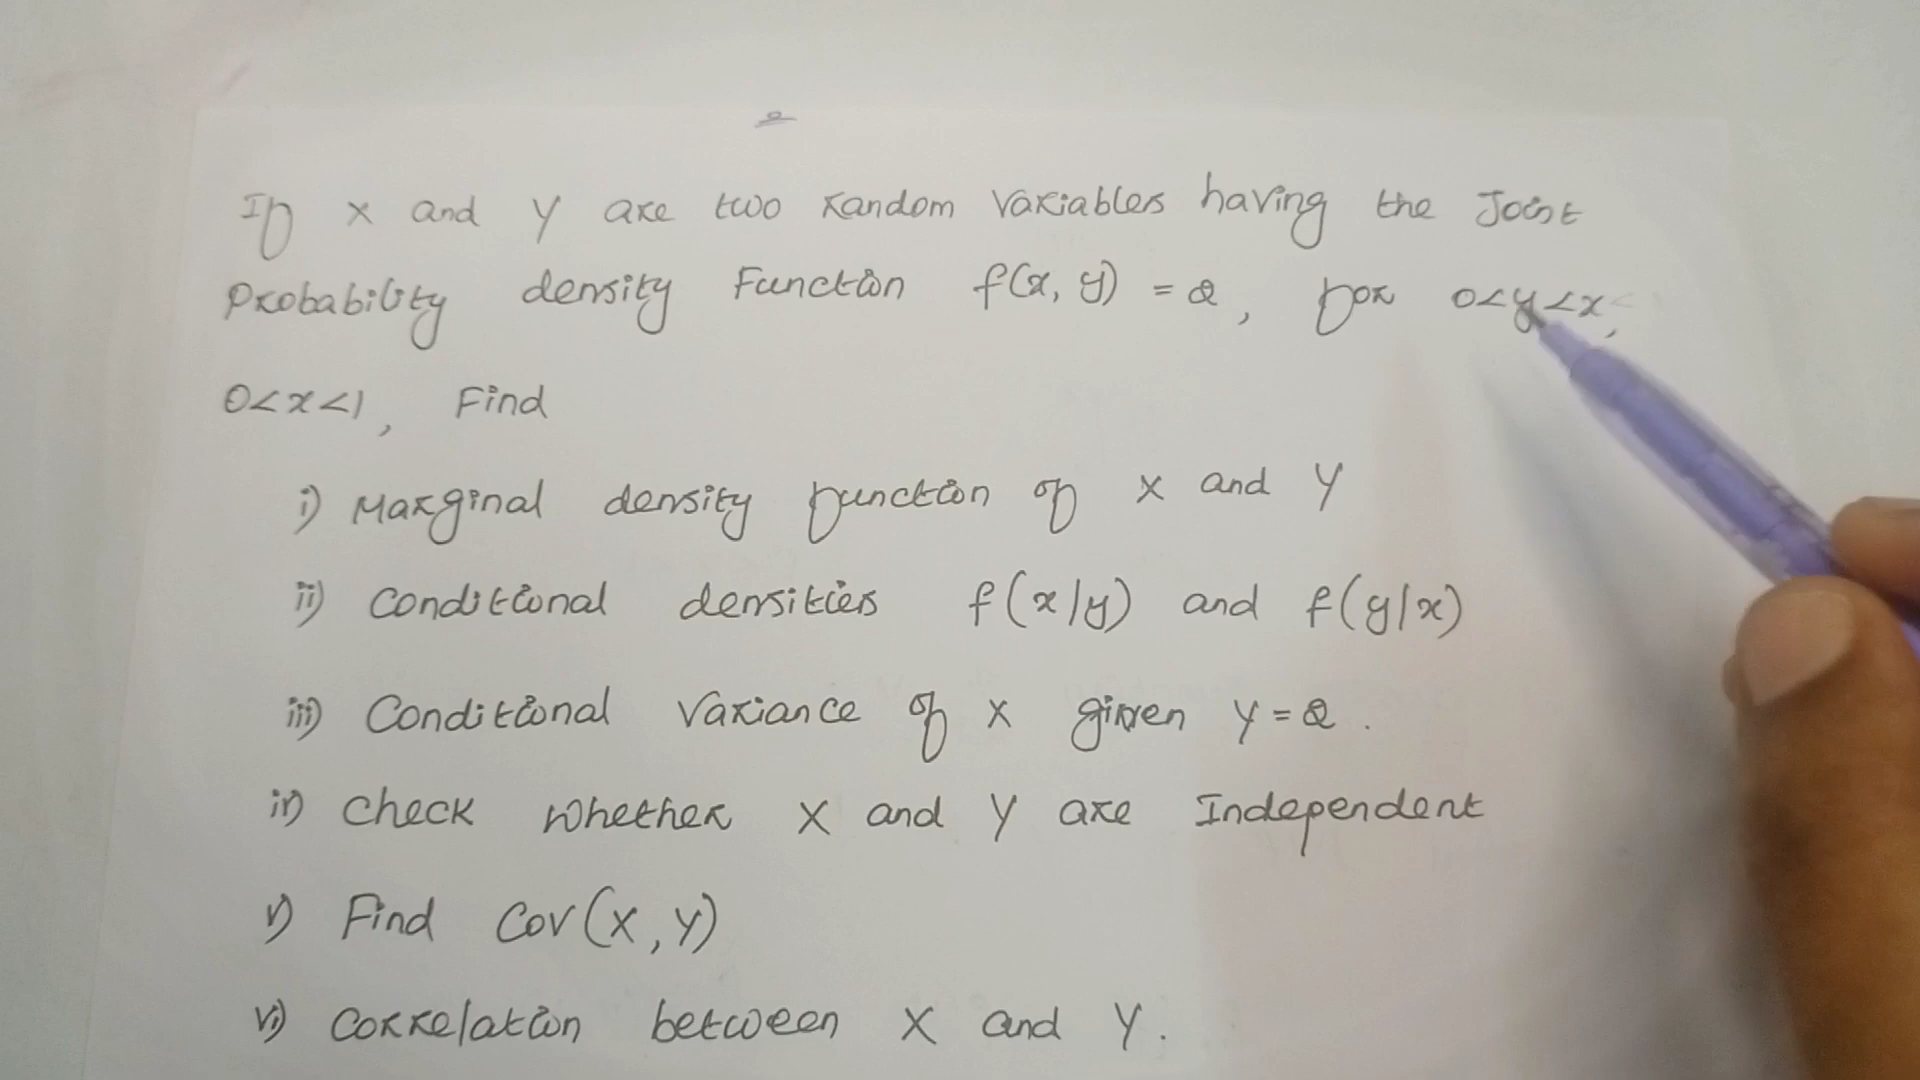 If X and Y are two random variables having the Joint
Probability density Function f(x, y) = 2, for 0<y<x,
0<x<1, Find
i) Marginal density function of X and Y
ii) Conditional densities f(x/y) and f(y/x)
iii) Conditional variance of X given Y=2.
iv) Check whether X and Y are Independent
v) Find Cov(X, Y)
vi) Correlation between X and Y.